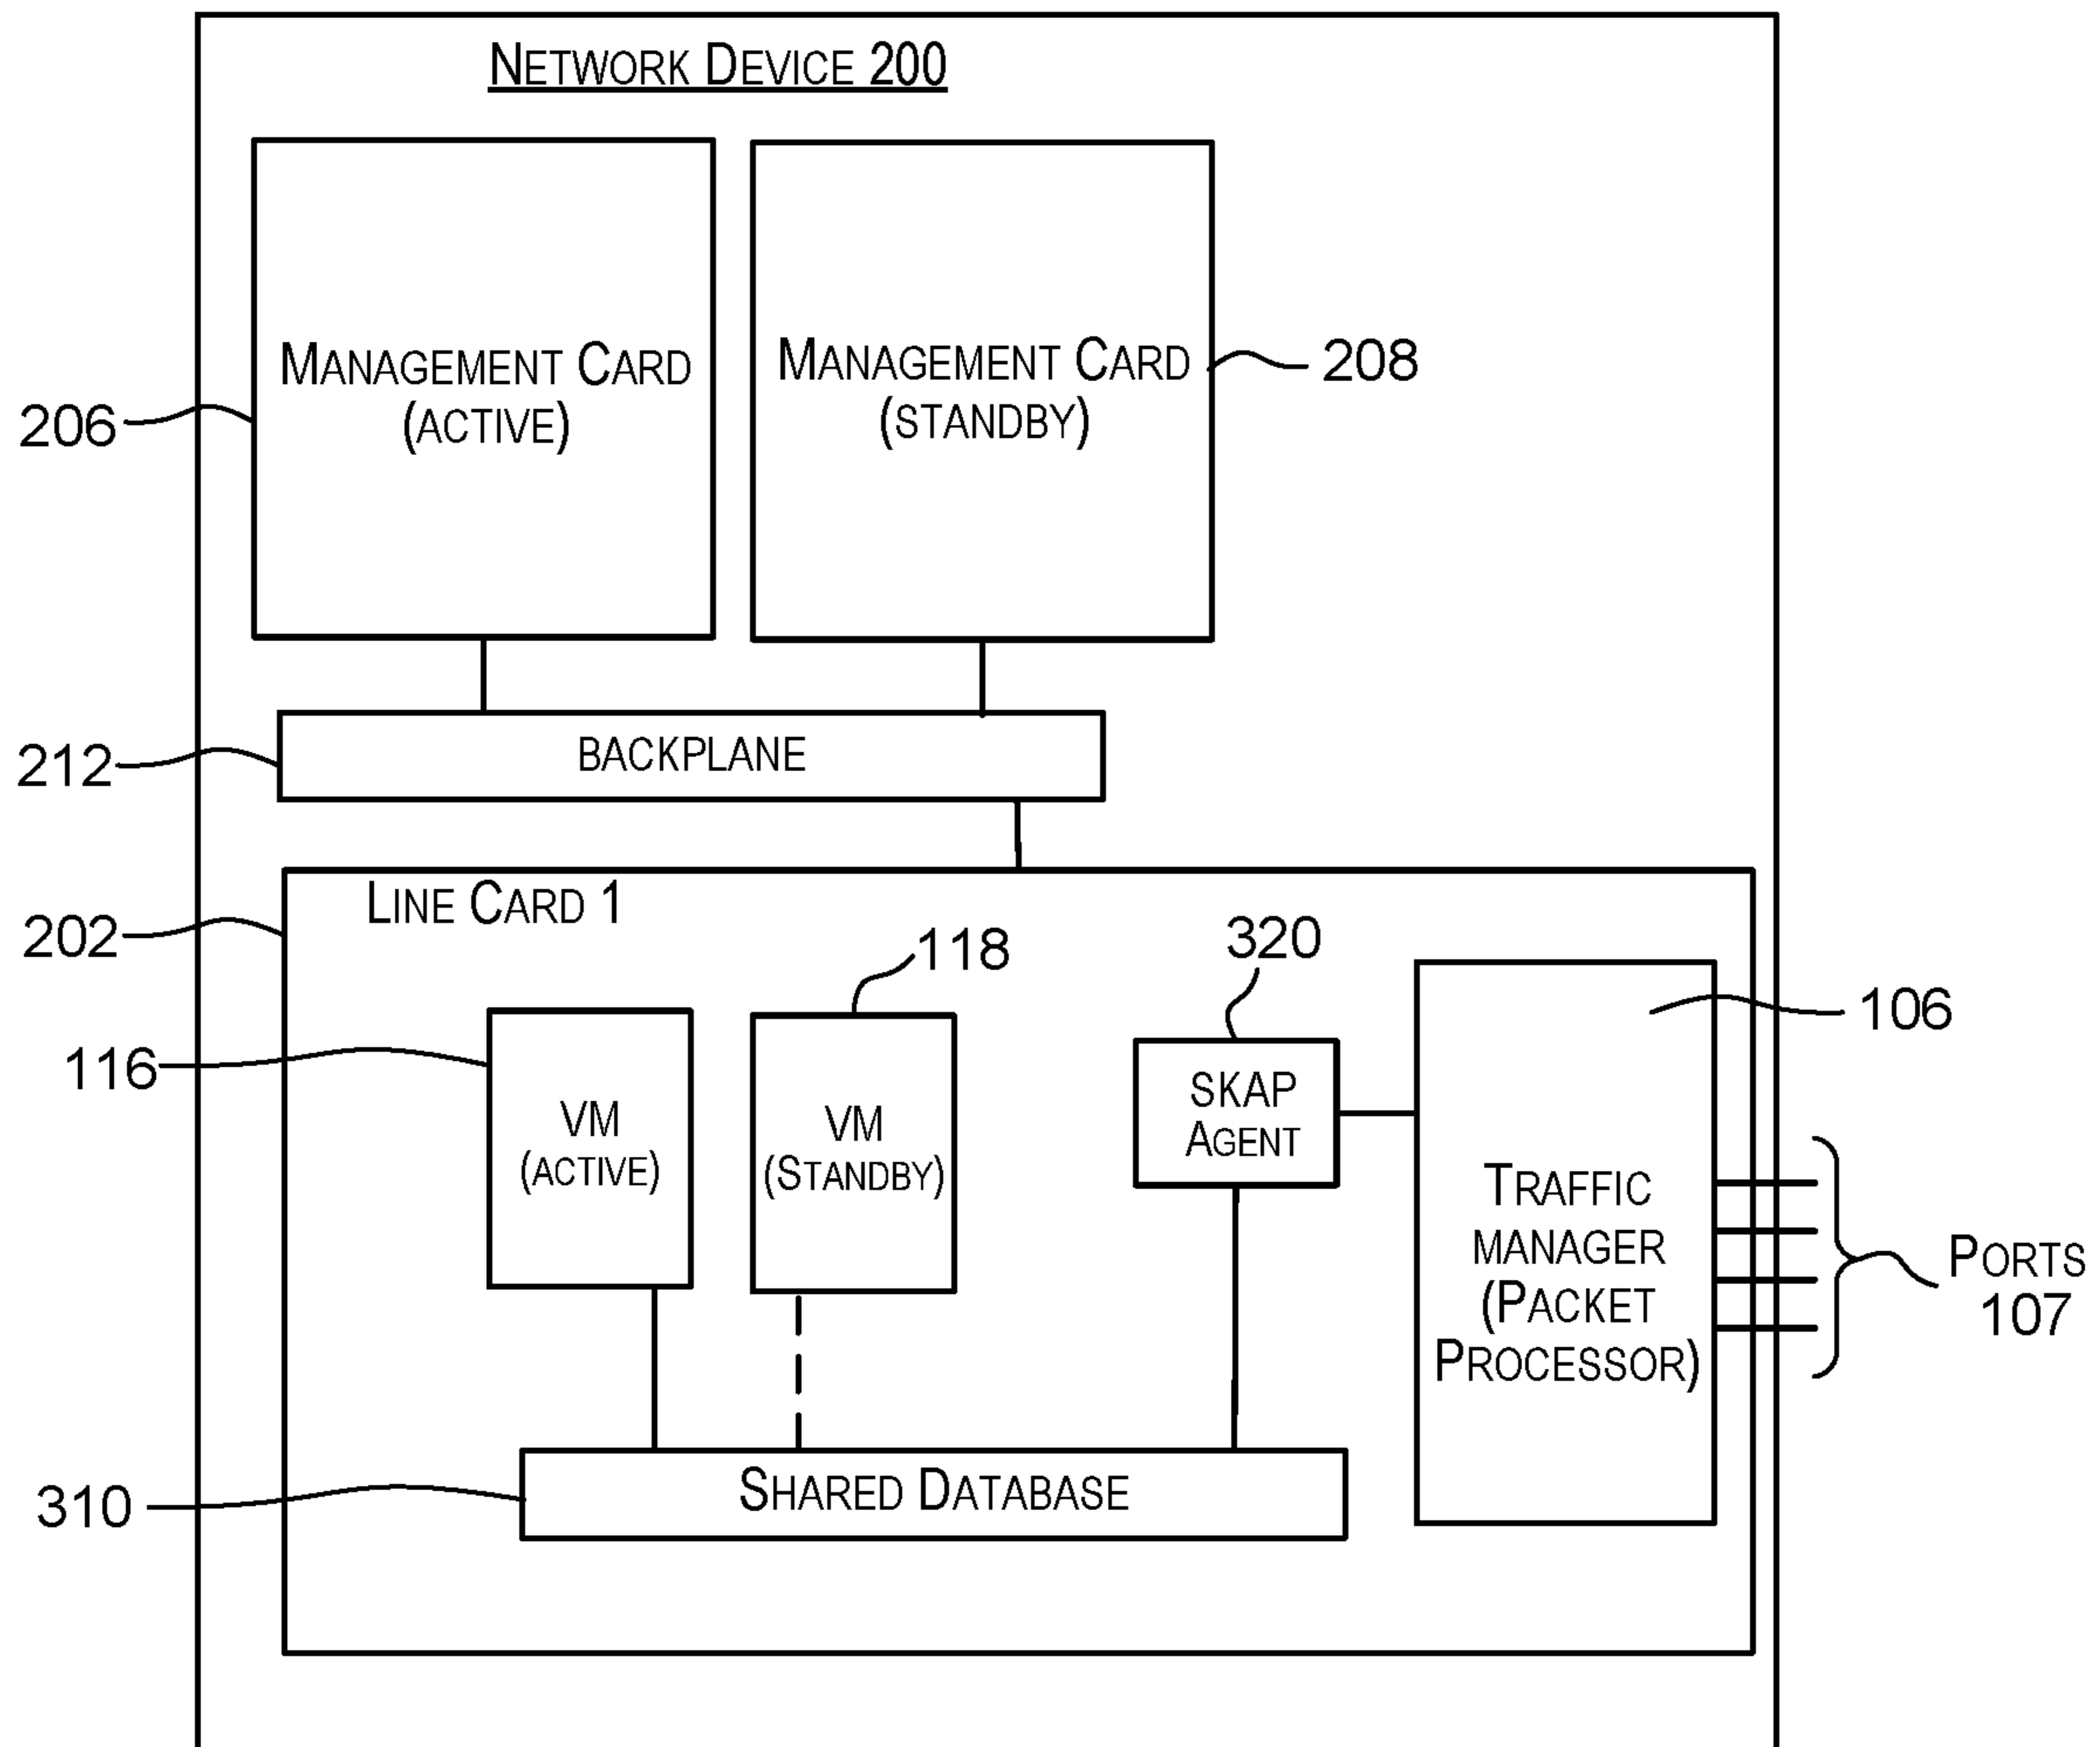 NETWORK DEVICE 200
MANAGEMENT CARD
(ACTIVE)
206
MANAGEMENT CARD
(STANDBY)
208
212
BACKPLANE
202
LINE CARD 1
118
320
106
116
VM
(ACTIVE)
VM
(STANDBY)
SKAP
AGENT
TRAFFIC
MANAGER
(PACKET
PROCESSOR)
PORTS
107
310
SHARED DATABASE